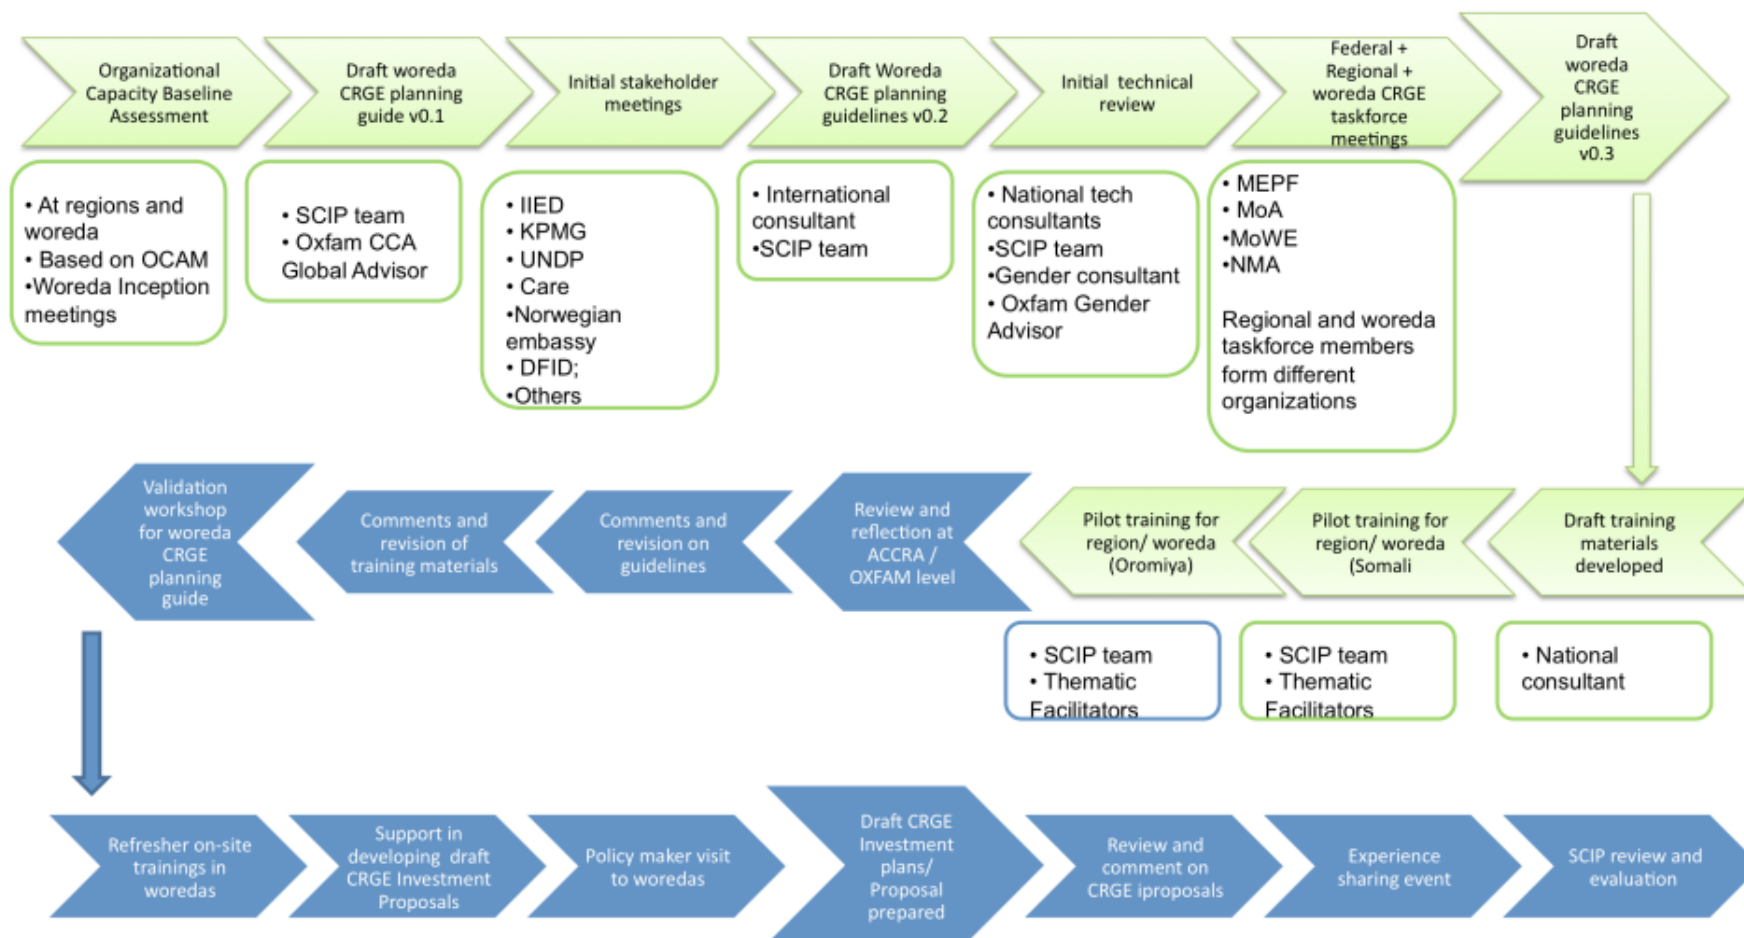 Organizational
Capacity Baseline
Assessment
Draft woreda
CRGE planning
guide v0.1
Initial stakeholder
meetings
Draft Woreda
CRGE planning
guidelines v0.2
Initial technical
review
Federal +
Regional +
woreda CRGE
taskforce
meetings
Draft
woreda
CRGE
planning
guidelines
v0.3
• At regions and
woreda
• Based on OCAM
•Woreda Inception
meetings
• SCIP team
• Oxfam CCA
Global Advisor
• IIED
• KPMG
• UNDP
• Care
•Norwegian
embassy
• DFID;
•Others
• International
consultant
•SCIP team
• National tech
consultants
•SCIP team
•Gender consultant
• Oxfam Gender
Advisor
• MEPF
• MoA
•MoWE
•NMA
Regional and woreda
taskforce members
form different
organizations
Draft training
materials
developed
Pilot training for
region/ woreda
(Somali
Pilot training for
region/ woreda
(Oromiya)
Review and
reflection at
ACCRA /
OXFAM level
Comments and
revision on
guidelines
Comments and
revision of
training materials
Validation
workshop
for woreda
CRGE
planning
guide
• National
consultant
• SCIP team
• Thematic
Facilitators
• SCIP team
• Thematic
Facilitators
Refresher on-site
trainings in
woredas
Support in
developing draft
CRGE Investment
Proposals
Policy maker visit
to woredas
Draft CRGE
Investment
plans/
Proposal
prepared
Review and
comment on
CRGE iproposals
Experience
sharing event
SCIP review and
evaluation